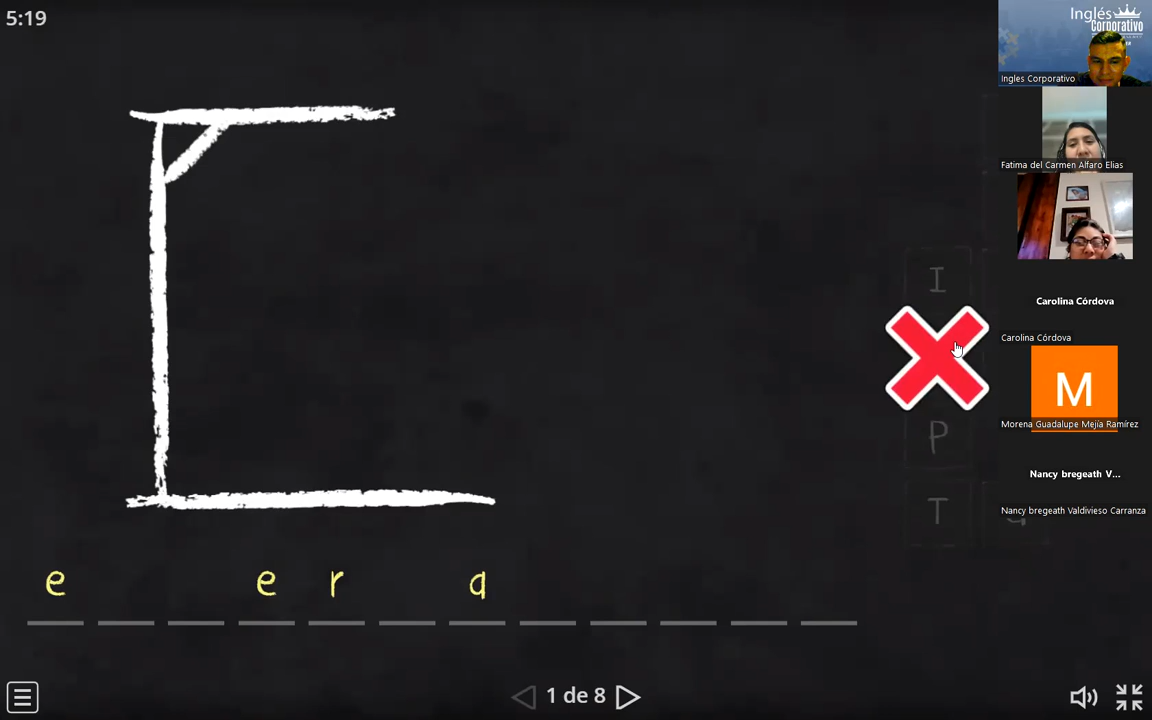 5:19
Inglés
Corporativo
Ingles Corporativo
Fatima del Carmen Alfaro Elias
I
Carolina Córdova
Carolina Córdova
M
P
Morena Guadalupe Mejía Ramírez
Nancy bregeath V...
T
Nancy bregeath Valdivieso Carranza
e e r a
1 de 8